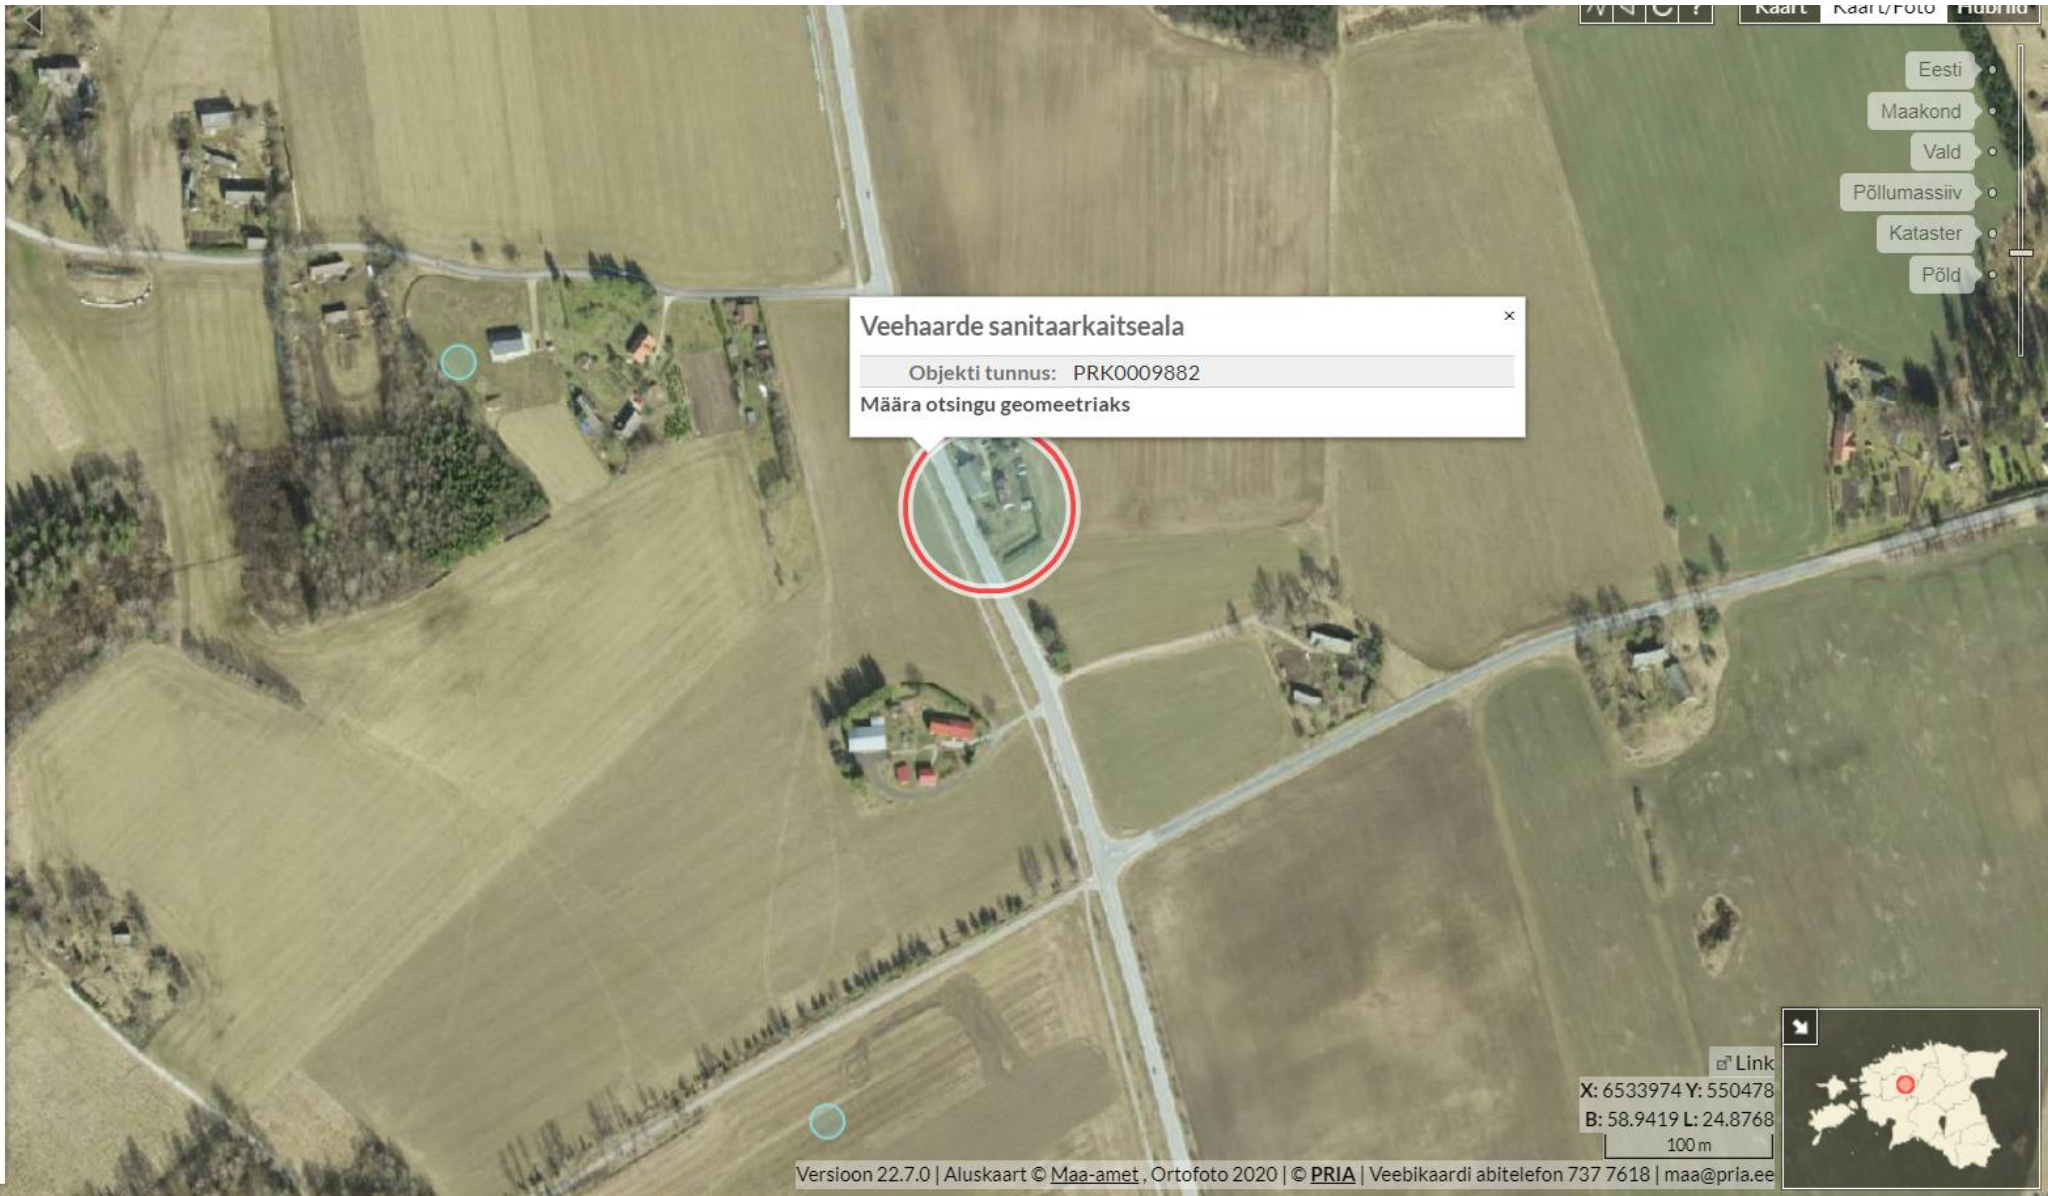 Kaart Kaart/Foto Hübriid
Eesti
Maakond
Vald
Põllumassiiv
Kataster
Põld
Veehaarde sanitaarkaitseala ×
Objekti tunnus: PRK0009882
Määra otsingu geomeetriaks
Link
X: 6533974 Y: 550478
B: 58.9419 L: 24.8768
100 m
Versioon 22.7.0 | Aluskaart © Maa-amet , Ortofoto 2020 | © PRIA | Veebikaardi abitelefon 737 7618 | maa@pria.ee